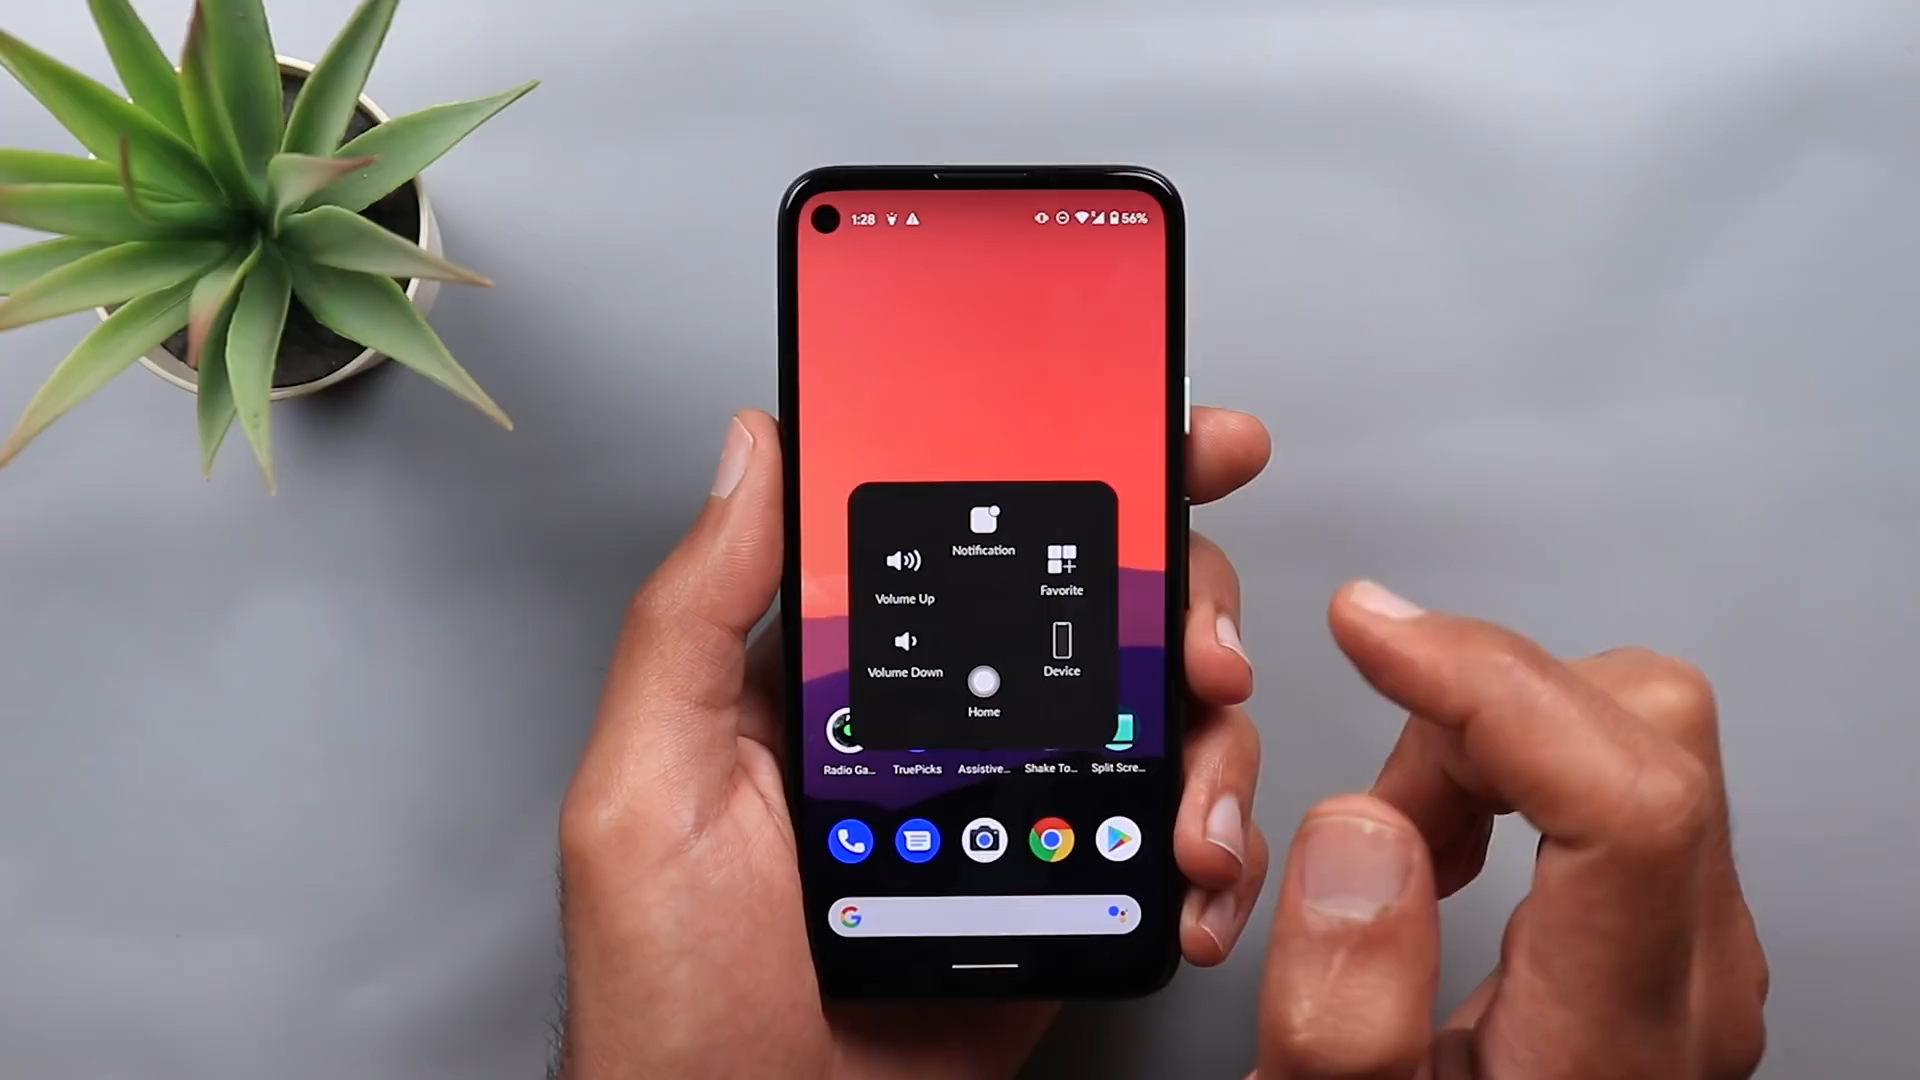 1:28
56%
Notification
Volume Up
Favorite
Volume Down
Device
Home
Radio Ga... TruePicks Assistive... Shake To... Split Scre...
G